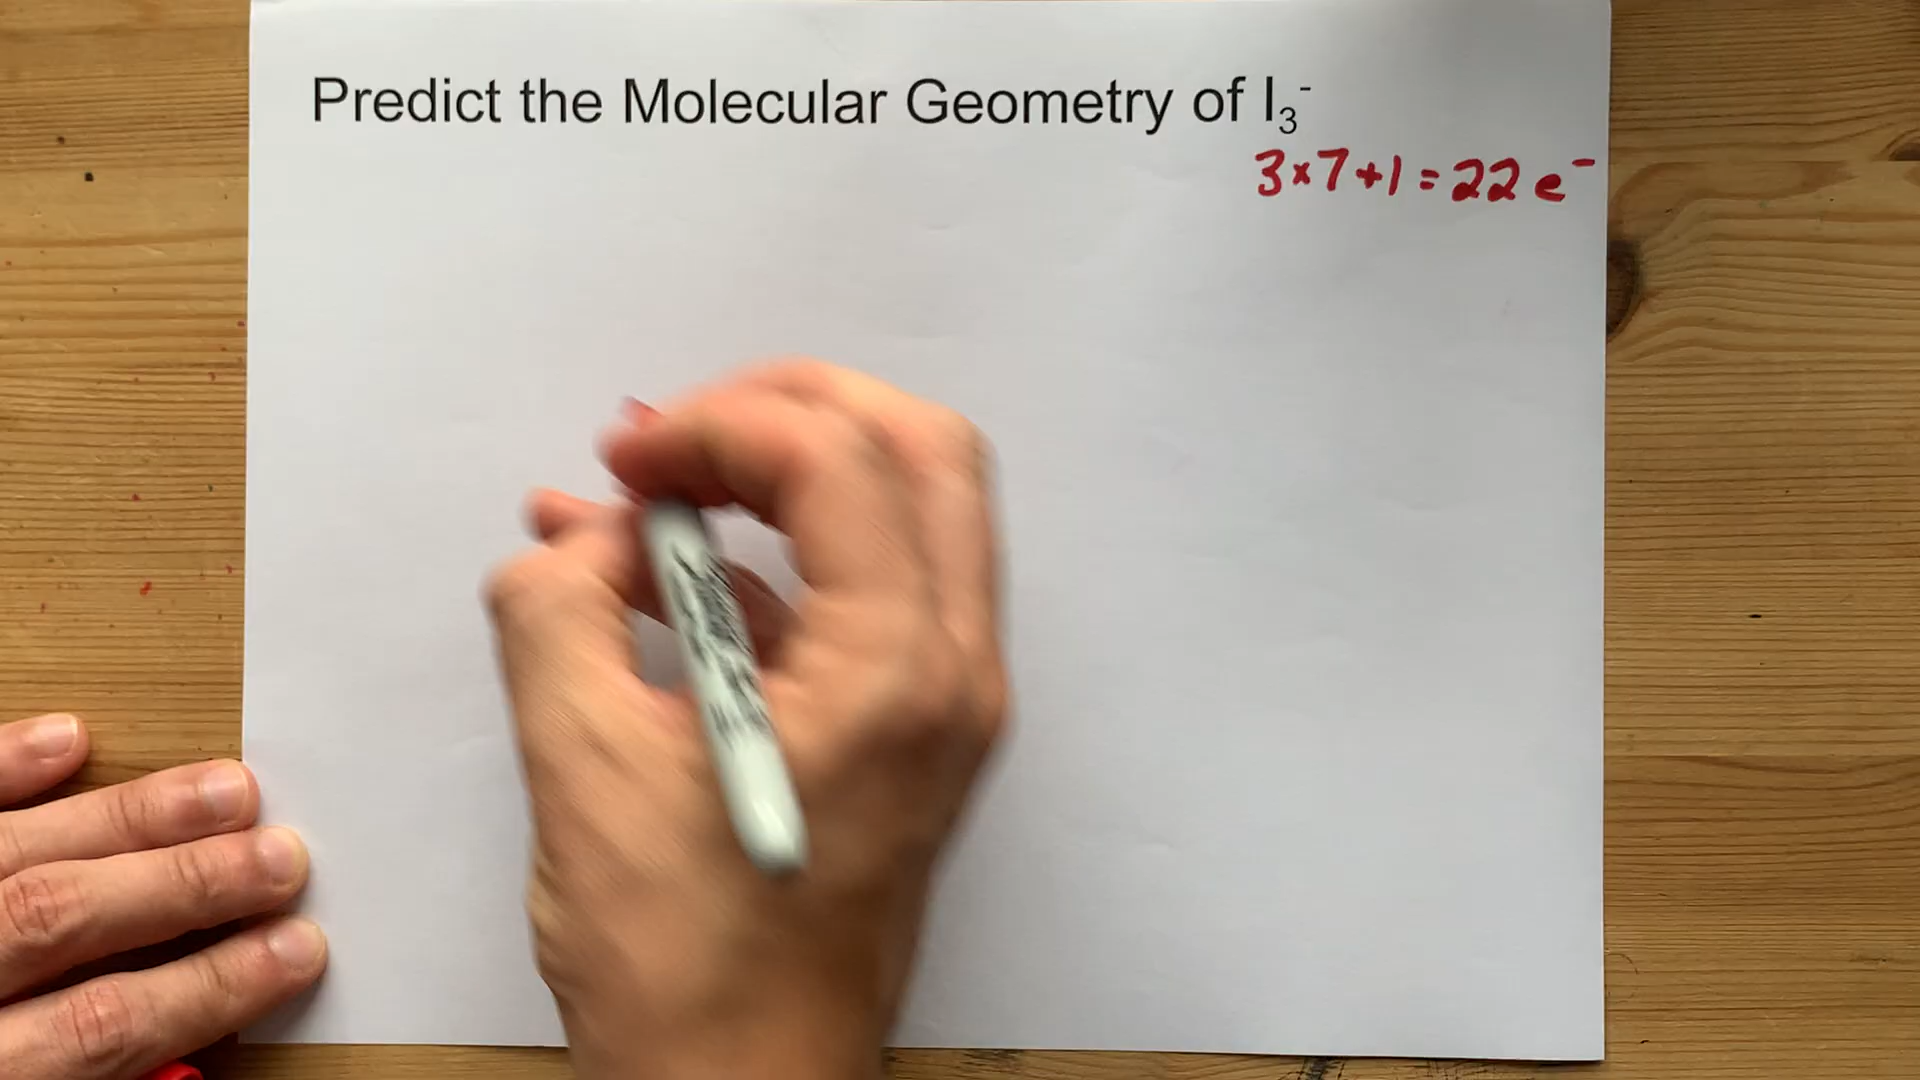 Predict the Molecular Geometry of I₃⁻
3×7+1=22e⁻